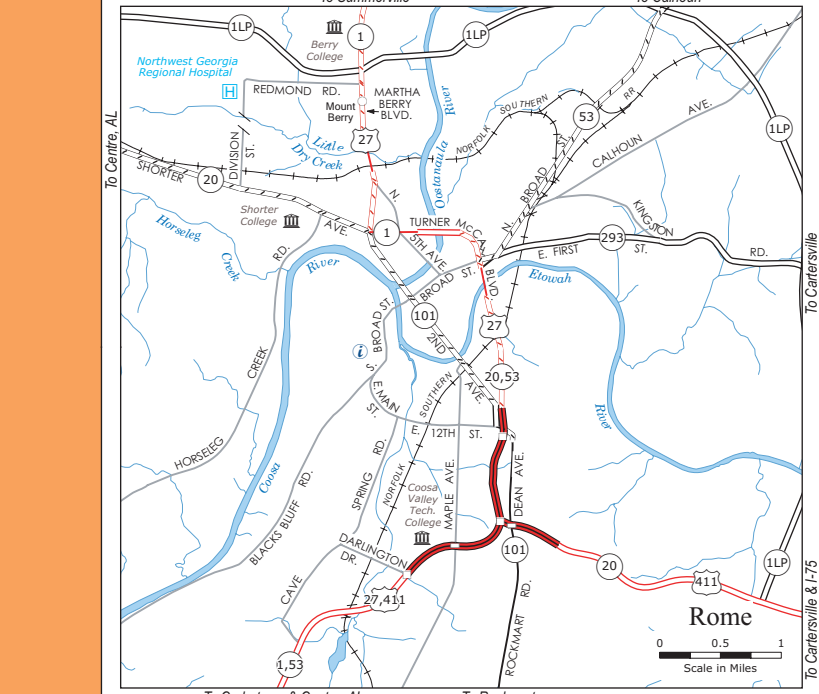 To Summerville
To Calhoun
1LP
1
1LP
Berry
College
Northwest Georgia
Regional Hospital
H
REDMOND RD.
MARTHA
BERRY
BLVD.
Mount
Berry
River
SOUTHERN
NORFOLK
53
RR
AVE.
1LP
To Centre, AL
27
DIVISION
ST.
Little
Dry Creek
Oostanaula
CALHOUN
SHORTER
20
N.
BROAD
ST.
Shorter
College
AVE.
1
TURNER McCALL
BLVD.
N.
KINGSTON
ST.
293
RD.
E. FIRST
To Cartersville
Horseleg
Creek
RD.
River
5TH AVE.
BROAD ST.
Etowah
101
27
BROAD
ST.
S.
2ND
AVE.
i
CREEK
HORSELEG
20,53
E. MAIN
ST.
SOUTHERN
River
E. 12TH ST.
Coosa
SPRING
RD.
NORFOLK
MAPLE AVE.
DEAN AVE.
Coosa
Valley
Tech.
College
BLACKS BLUFF RD.
DARLINGTON
DR.
101
20
1LP
411
CAVE
27,411
Rome
0 0.5 1
Scale in Miles
ROCKMART RD.
1,53
To Cartersville & I-75